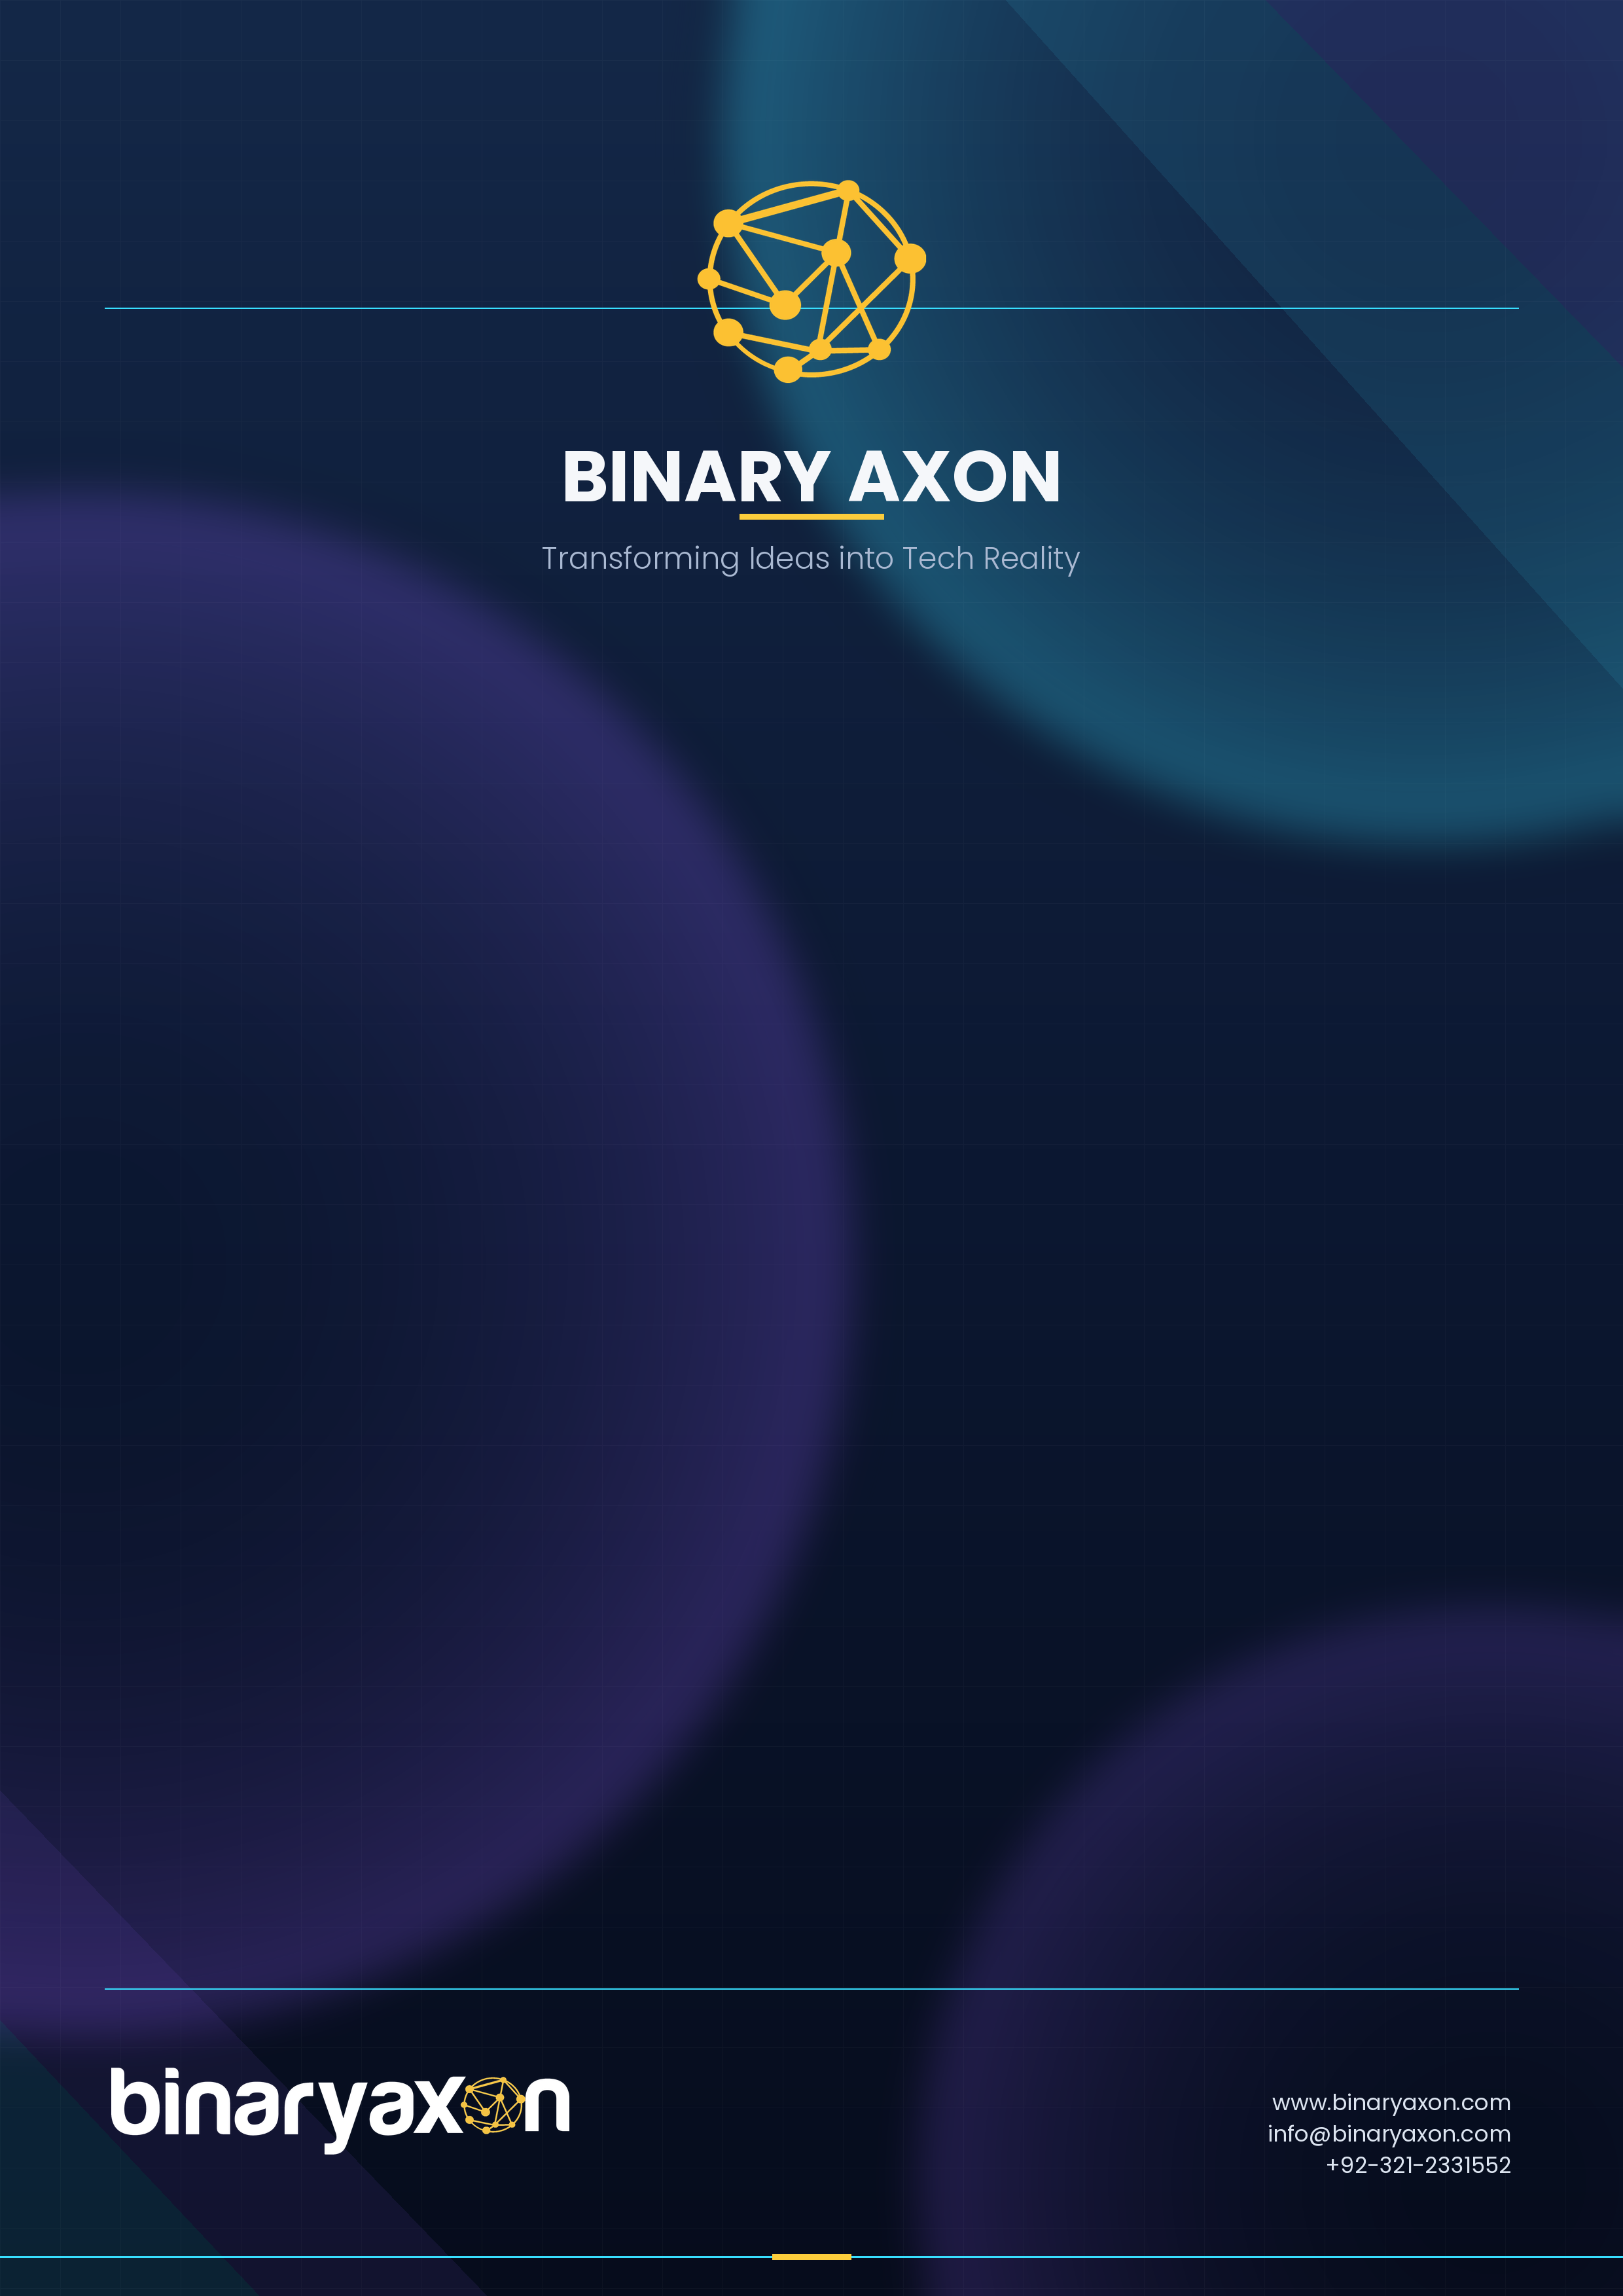 BINARY AXON
Transforming Ideas into Tech Reality
binaryaxon
www.binaryaxon.com
info@binaryaxon.com
+92-321-2331552